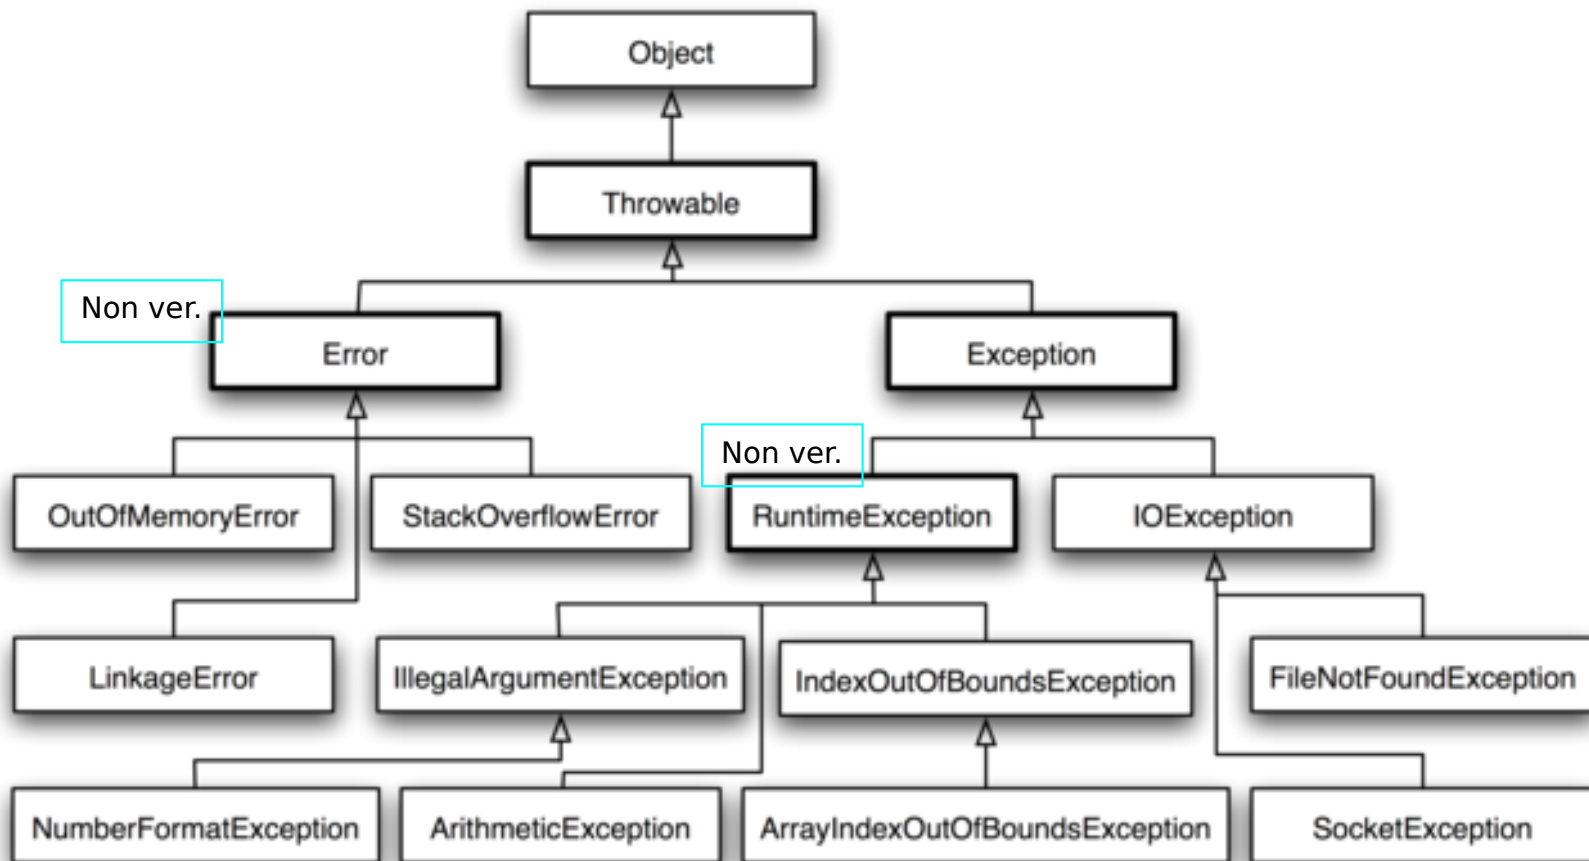 Object
Throwable
Non ver.
Error
Exception
Non ver.
OutOfMemoryError
StackOverflowError
RuntimeException
IOException
LinkageError
IllegalArgumentException
IndexOutOfBoundsException
FileNotFoundException
NumberFormatException
ArithmeticException
ArrayIndexOutOfBoundsException
SocketException